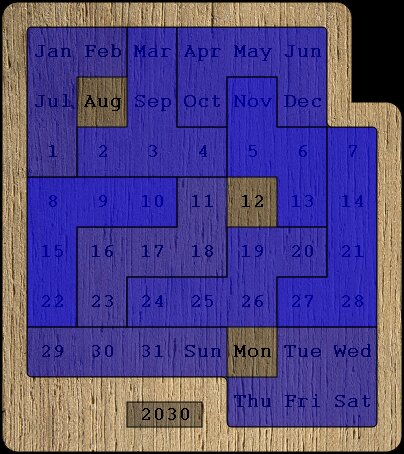 Jan Feb Mar Apr May Jun
Jul Aug Sep Oct Nov Dec
1 2 3 4 5 6 7
8 9 10 11 12 13 14
15 16 17 18 19 20 21
22 23 24 25 26 27 28
29 30 31 Sun Mon Tue Wed
Thu Fri Sat
2030